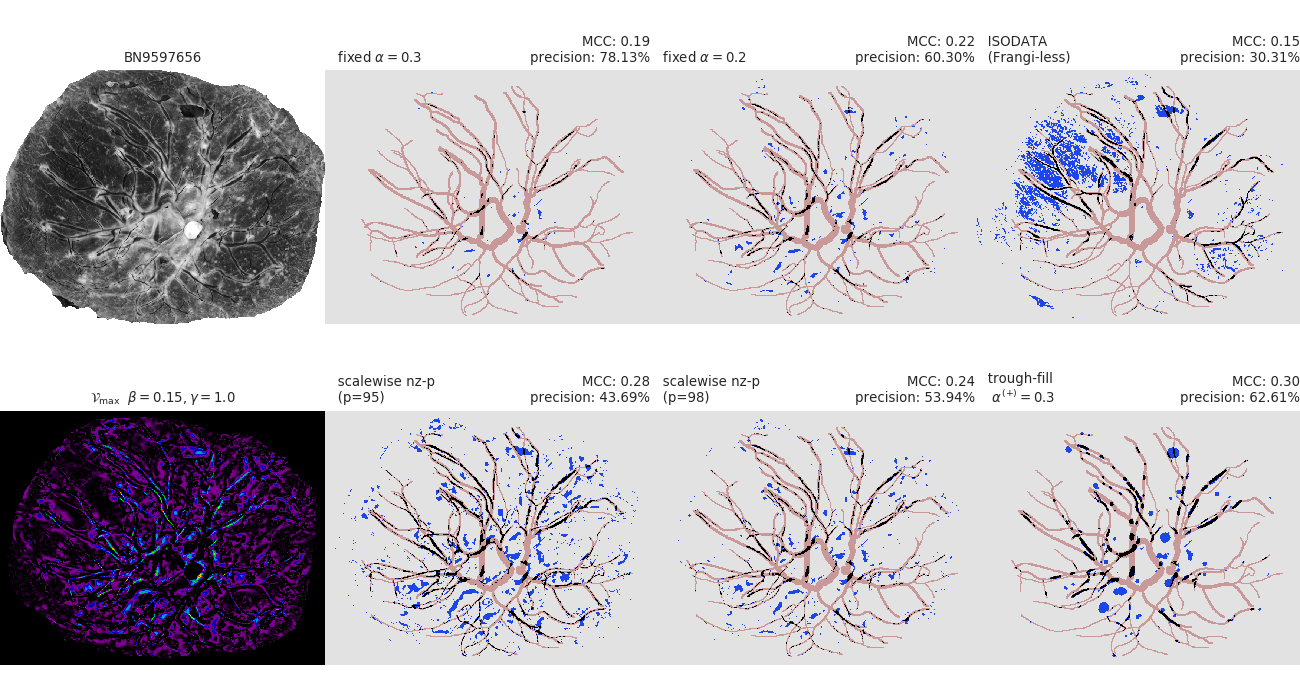 BN9597656
fixed α = 0.3
MCC: 0.19
precision: 78.13%
fixed α = 0.2
MCC: 0.22
precision: 60.30%
ISODATA
(Frangi-less)
MCC: 0.15
precision: 30.31%
𝒱max β = 0.15, γ = 1.0
scalewise nz-p
(p=95)
MCC: 0.28
precision: 43.69%
scalewise nz-p
(p=98)
MCC: 0.24
precision: 53.94%
trough-fill
α(+) = 0.3
MCC: 0.30
precision: 62.61%